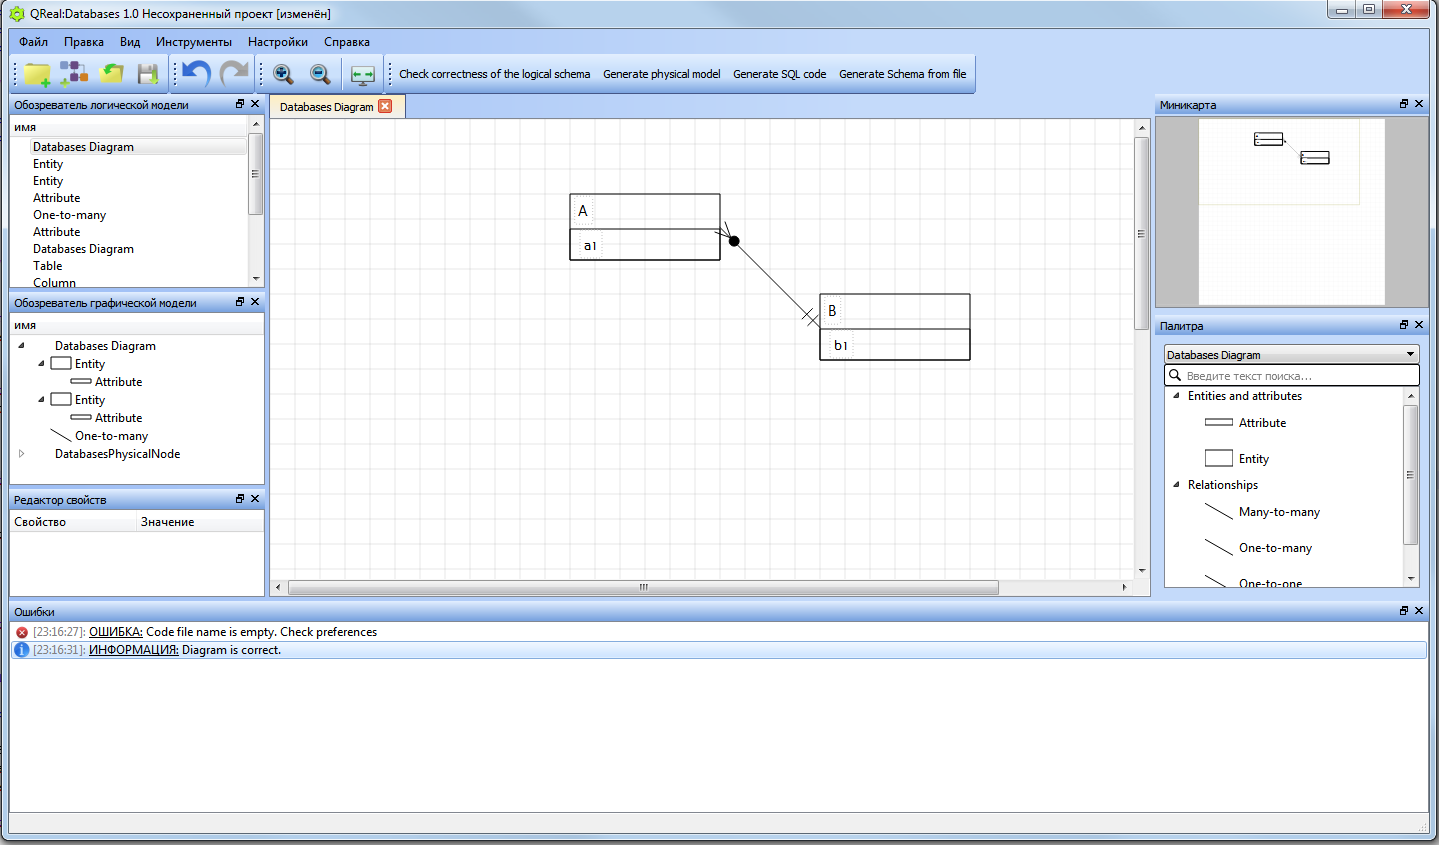 QReal:Databases 1.0 Несохраненный проект [изменён]
Файл Правка Вид Инструменты Настройки Справка
Check correctness of the logical schema Generate physical model Generate SQL code Generate Schema from file
Обозреватель логической модели
имя
Databases Diagram
Entity
Entity
Attribute
One-to-many
Attribute
Databases Diagram
Table
Column
Обозреватель графической модели
имя
Databases Diagram
Entity
Attribute
Entity
Attribute
One-to-many
DatabasesPhysicalNode
Редактор свойств
Свойство Значение
Databases Diagram
A
a1
B
b1
Миникарта
Палитра
Databases Diagram
Введите текст поиска...
Entities and attributes
Attribute
Entity
Relationships
Many-to-many
One-to-many
One-to-one
Ошибки
[23:16:27]: ОШИБКА: Code file name is empty. Check preferences
[23:16:31]: ИНФОРМАЦИЯ: Diagram is correct.